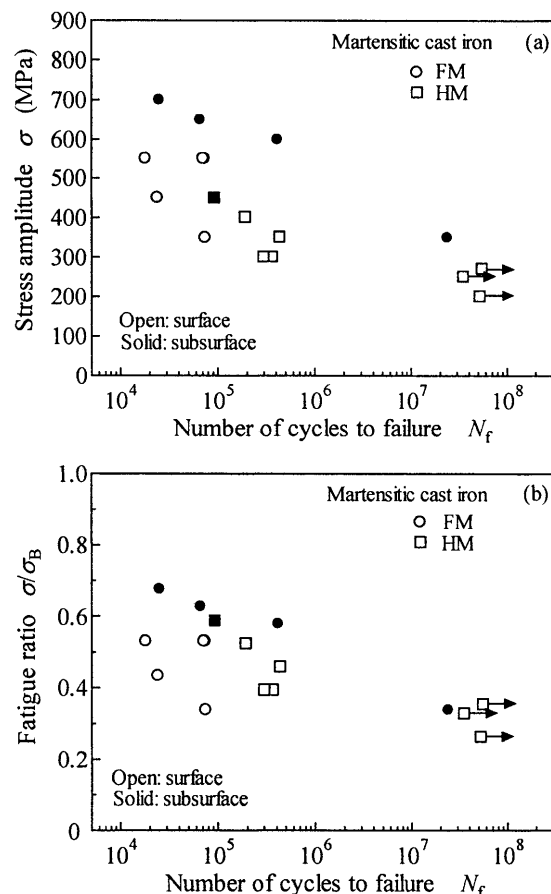 900
Martensitic cast iron (a)
FM
HM
800
700
600
500
400
300
200
100
0
Stress amplitude σ (MPa)
Open: surface
Solid: subsurface
10^4 10^5 10^6 10^7 10^8
Number of cycles to failure N_f
1.0
Martensitic cast iron (b)
FM
HM
0.8
0.6
0.4
0.2
0
Fatigue ratio σ/σ_B
Open: surface
Solid: subsurface
10^4 10^5 10^6 10^7 10^8
Number of cycles to failure N_f